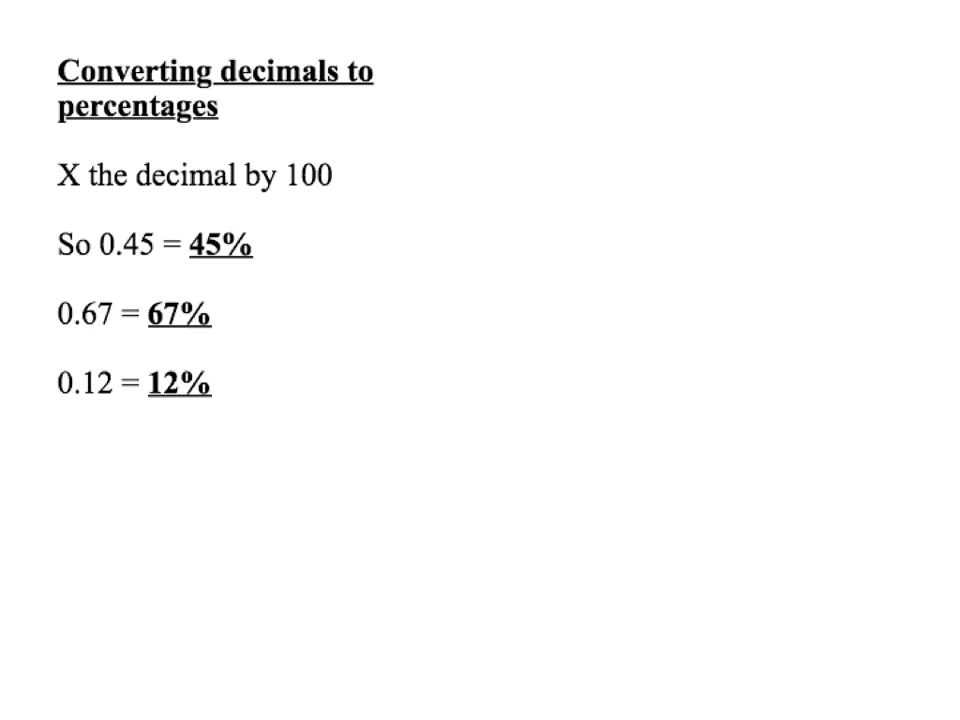 Converting decimals to
percentages
X the decimal by 100
So 0.45 = 45%
0.67 = 67%
0.12 = 12%